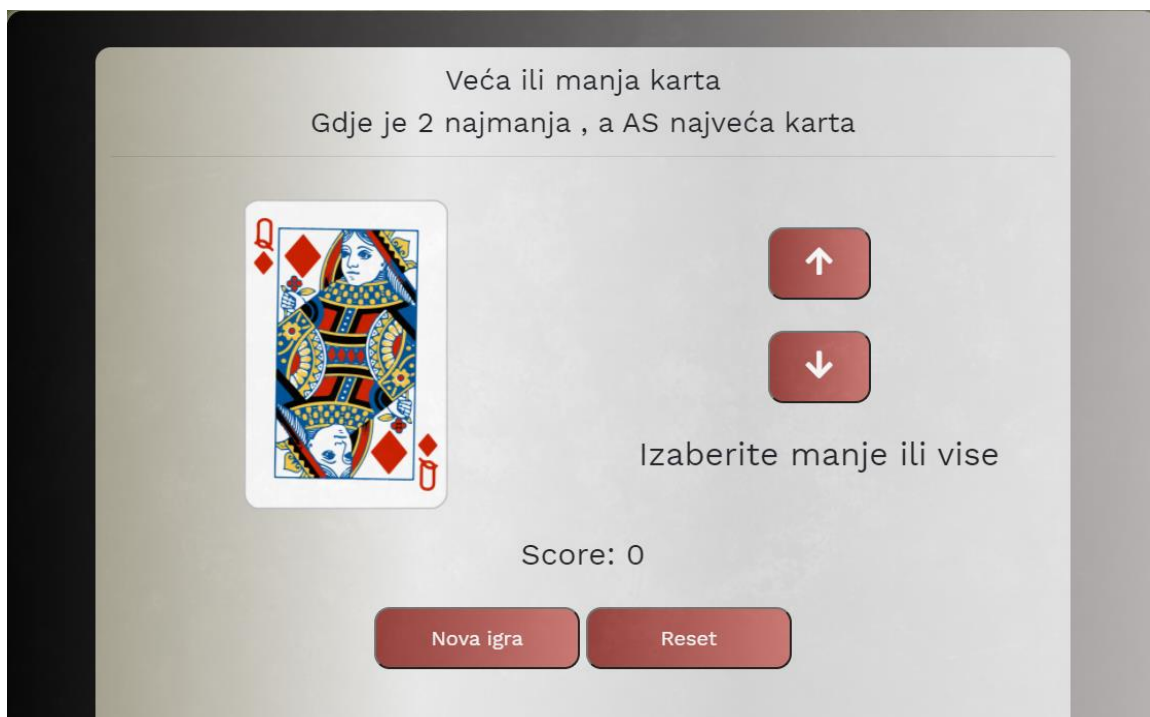 Veća ili manja karta
Gdje je 2 najmanja , a AS najveća karta
Q
Q
Izaberite manje ili vise
Score: 0
Nova igra
Reset